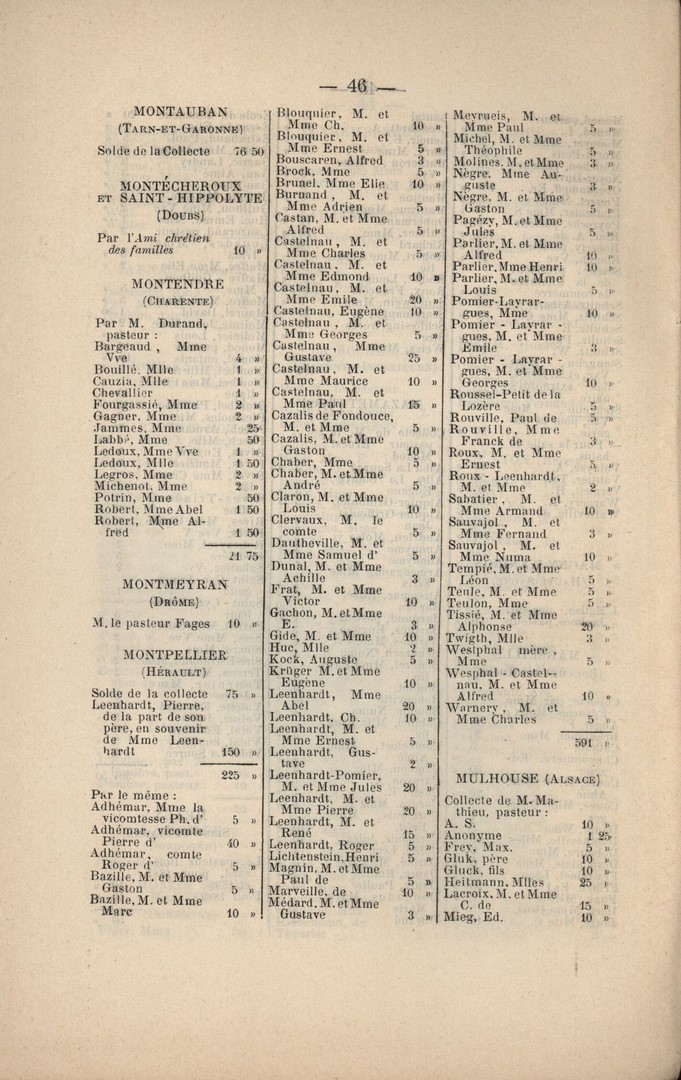 — 46 —
MONTAUBAN
(TARN-ET-GARONNE)
Solde de la Collecte 76 50
MONTÉCHEROUX
ET SAINT-HIPPOLYTE
(DOUBS)
Par l'Ami chrétien
des familles 10 »
MONTENDRE
(CHARENTE)
Par M. Durand,
pasteur :
Bargeaud, Mme
Vve 4 »
Bouillé, Mlle 1 »
Cauzia, Mlle 1 »
Chevallier 1 »
Fourgassié, Mme 2 »
Gagner, Mme 2 »
Jammes, Mme 25
Labbé, Mme 50
Ledoux, Mme Vve 1 »
Ledoux, Mlle 1 50
Legros, Mme 2 »
Michenot, Mme 2 »
Potrin, Mme 50
Robert, Mme Abel 1 50
Robert, Mme Al-
fred 1 50
21 75
MONTMEYRAN
(DRÔME)
M. le pasteur Fages 10 »
MONTPELLIER
(HÉRAULT)
Solde de la collecte 75 »
Leenhardt, Pierre,
de la part de son
père, en souvenir
de Mme Leen-
hardt 150 »
225 »
Par le même :
Adhémar, Mme la
vicomtesse Ph. d' 5 »
Adhémar, vicomte
Pierre d' 40 »
Adhémar, comte
Roger d' 5 »
Bazille, M. et Mme
Gaston 5 »
Bazille, M. et Mme
Marc 10 »
Blouquier, M. et
Mme Ch. 10 »
Blouquier, M. et
Mme Ernest 5 »
Bouscaren, Alfred 3 »
Brock, Mme 5 »
Brunel, Mme Elie 10 »
Burnand, M. et
Mme Adrien 5 »
Castan, M. et Mme
Alfred 5 »
Castelnau, M. et
Mme Charles 5 »
Castelnau, M. et
Mme Edmond 10 »
Castelnau, M. et
Mme Emile 20 »
Castelnau, Eugène 10 »
Castelnau, M. et
Mme Georges 5 »
Castelnau, Mme
Gustave 25 »
Castelnau, M. et
Mme Maurice 10 »
Castelnau, M. et
Mme Paul 15 »
Cazalis de Fondouce,
M. et Mme 5 »
Cazalis, M. et Mme
Gaston 10 »
Chaber, Mme 5 »
Chaber, M. et Mme
André 5 »
Claron, M. et Mme
Louis 10 »
Clervaux, M. le
comte 5 »
Dautheville, M. et
Mme Samuel d' 5 »
Dunal, M. et Mme
Achille 3 »
Frat, M. et Mme
Victor 10 »
Gachon, M. et Mme
E. 3 »
Gide, M. et Mme 10 »
Huc, Mlle 2 »
Kock, Auguste 5 »
Krüger M. et Mme
Eugène 10 »
Leenhardt, Mme
Abel 20 »
Leenhardt, Ch. 10 »
Leenhardt, M. et
Mme Ernest 5 »
Leenhardt, Gus-
tave 2 »
Leenhardt-Pomier,
M. et Mme Jules 20 »
Leenhardt, M. et
Mme Pierre 20 »
Leenhardt, M. et
René 15 »
Leenhardt, Roger 5 »
Lichtenstein, Henri 5 »
Magnin, M. et Mme
Paul de 5 »
Marveille, de 10 »
Médard, M. et Mme
Gustave 3 »
Meyrueis, M. et
Mme Paul 5 »
Michel, M. et Mme
Théophile 5 »
Molines, M. et Mme 3 »
Nègre, Mme Au-
guste 3 »
Nègre, M. et Mme
Gaston 5 »
Pagézy, M. et Mme
Jules 5 »
Parlier, M. et Mme
Alfred 10 »
Parlier, Mme Henri 10 »
Parlier, M. et Mme
Louis 5 »
Pomier-Layrar-
gues, Mme 10 »
Pomier - Layrar -
gues, M. et Mme
Emile 3 »
Pomier - Layrar -
gues, M. et Mme
Georges 10 »
Roussel-Petit de la
Lozère 5 »
Rouville, Paul de 5 »
Rouville, Mme
Franck de 3 »
Roux, M. et Mme
Ernest 5 »
Roux - Leenhardt,
M. et Mme 2 »
Sabatier, M. et
Mme Armand 10 »
Sauvajol, M. et
Mme Fernand 3 »
Sauvajol, M. et
Mme Numa 10 »
Tempié, M. et Mme
Léon 5 »
Teule, M. et Mme 5 »
Teulon, Mme 5 »
Tissié, M. et Mme
Alphonse 20 »
Twigth, Mlle 3 »
Weslphal mère,
Mme 5 »
Wesphal - Castel-
nau, M. et Mme
Alfred 10 »
Warnery, M. et
Mme Charles 5 »
591 »
MULHOUSE (ALSACE)
Collecte de M. Ma-
thieu, pasteur :
A. S. 10 »
Anonyme 1 25
Frey, Max. 5 »
Gluk, père 10 »
Gluck, fils 10 »
Heitmann, Mlles 25 »
Lacroix, M. et Mme
C. de 15 »
Mieg, Ed. 10 »